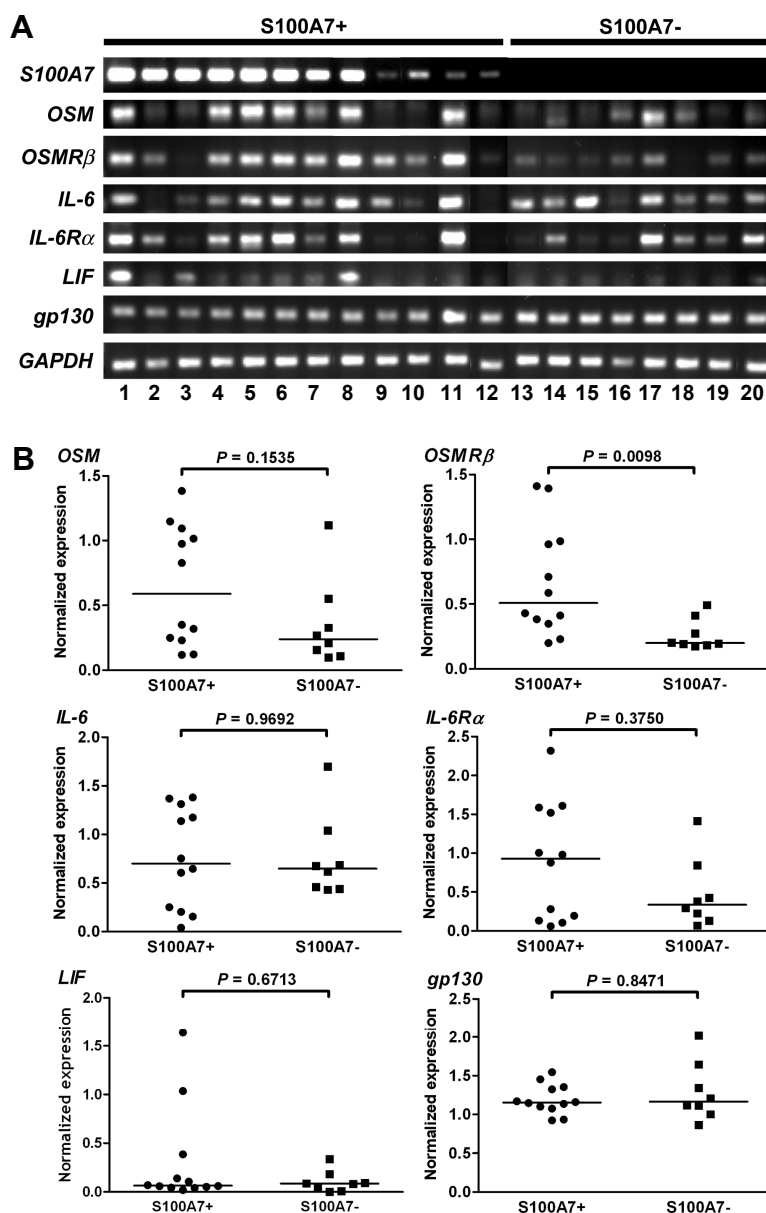 A
S100A7+ S100A7-
S100A7
OSM
OSMRβ
IL-6
IL-6Rα
LIF
gp130
GAPDH
1 2 3 4 5 6 7 8 9 10 11 12 13 14 15 16 17 18 19 20
B
OSM
P = 0.1535
Normalized expression
1.5
1.0
0.5
0.0
S100A7+ S100A7-
OSMRβ
P = 0.0098
Normalized expression
1.5
1.0
0.5
0.0
S100A7+ S100A7-
IL-6
P = 0.9692
Normalized expression
2.0
1.5
1.0
0.5
0.0
S100A7+ S100A7-
IL-6Rα
P = 0.3750
Normalized expression
2.5
2.0
1.5
1.0
0.5
0.0
S100A7+ S100A7-
LIF
P = 0.6713
Normalized expression
2.0
1.5
1.0
0.5
0.0
S100A7+ S100A7-
gp130
P = 0.8471
Normalized expression
2.5
2.0
1.5
1.0
0.5
0.0
S100A7+ S100A7-